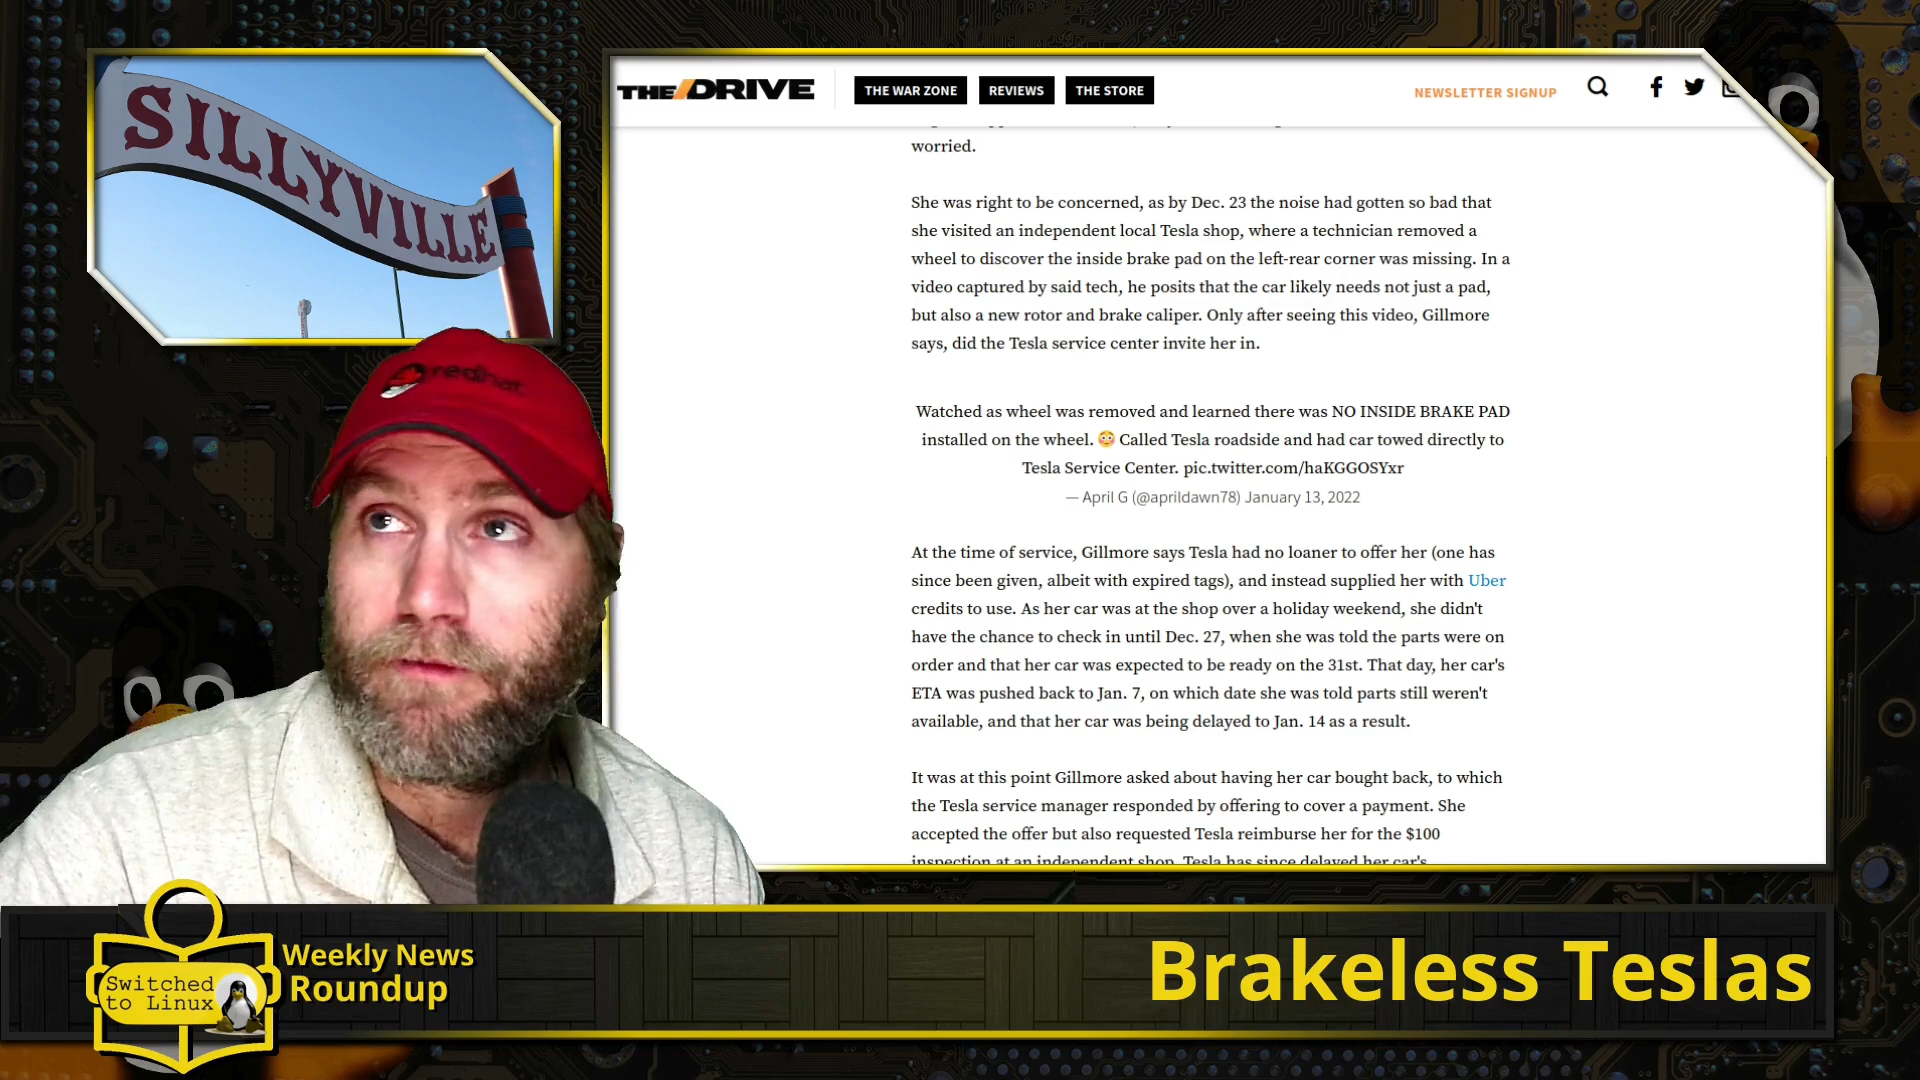 SILLYVILLE
redhat
THE DRIVE
THE WAR ZONE
REVIEWS
THE STORE
NEWSLETTER SIGNUP
worried.
She was right to be concerned, as by Dec. 23 the noise had gotten so bad that
she visited an independent local Tesla shop, where a technician removed a
wheel to discover the inside brake pad on the left-rear corner was missing. In a
video captured by said tech, he posits that the car likely needs not just a pad,
but also a new rotor and brake caliper. Only after seeing this video, Gillmore
says, did the Tesla service center invite her in.
Watched as wheel was removed and learned there was NO INSIDE BRAKE PAD
installed on the wheel. 😳 Called Tesla roadside and had car towed directly to
Tesla Service Center. pic.twitter.com/haKGGOSYxr
— April G (@aprildawn78) January 13, 2022
At the time of service, Gillmore says Tesla had no loaner to offer her (one has
since been given, albeit with expired tags), and instead supplied her with Uber
credits to use. As her car was at the shop over a holiday weekend, she didn't
have the chance to check in until Dec. 27, when she was told the parts were on
order and that her car was expected to be ready on the 31st. That day, her car's
ETA was pushed back to Jan. 7, on which date she was told parts still weren't
available, and that her car was being delayed to Jan. 14 as a result.
It was at this point Gillmore asked about having her car bought back, to which
the Tesla service manager responded by offering to cover a payment. She
accepted the offer but also requested Tesla reimburse her for the $100
inspection at an independent shop. Tesla has since delayed her car's
Switched
to Linux
Weekly News
Roundup
Brakeless Teslas